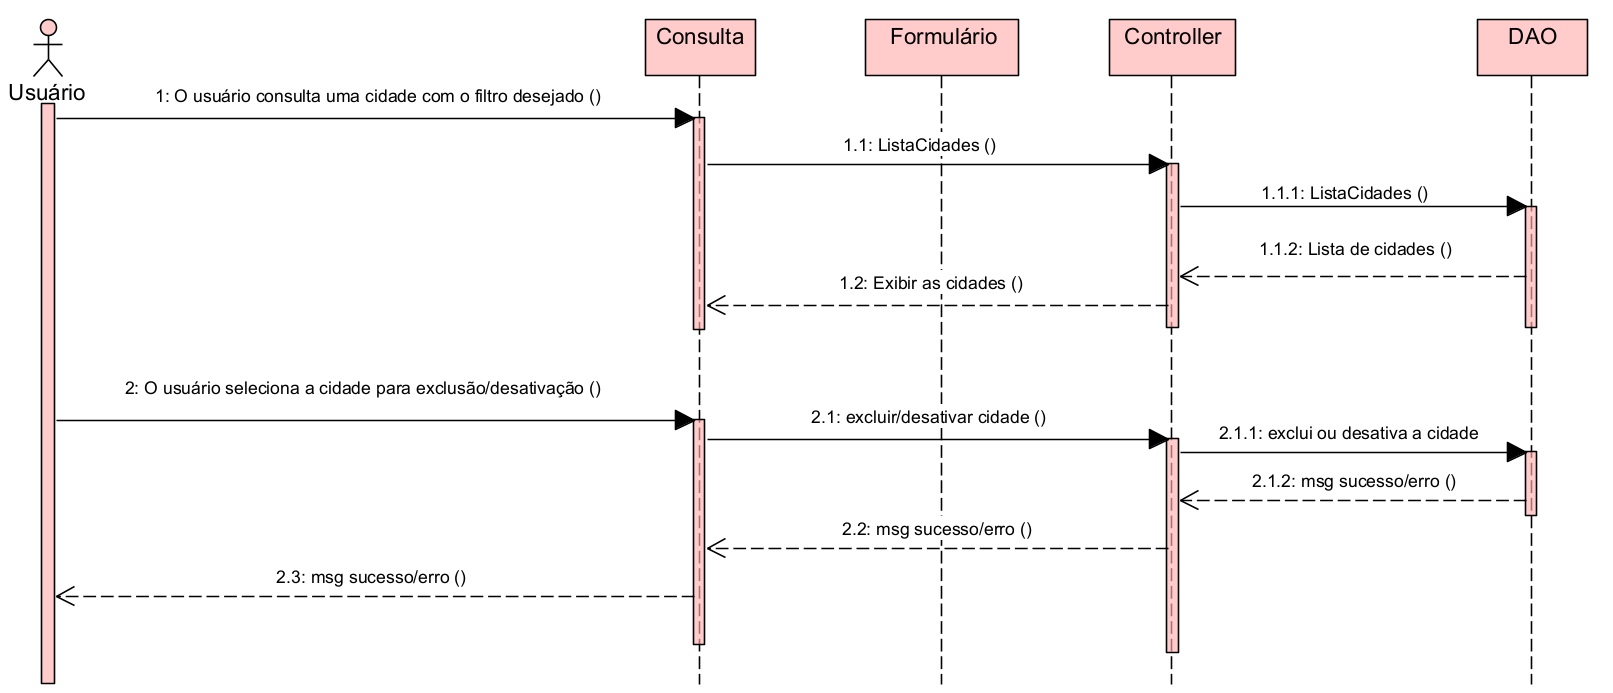 Usuário
Consulta
Formulário
Controller
DAO
1: O usuário consulta uma cidade com o filtro desejado ()
1.1: ListaCidades ()
1.1.1: ListaCidades ()
1.1.2: Lista de cidades ()
1.2: Exibir as cidades ()
2: O usuário seleciona a cidade para exclusão/desativação ()
2.1: excluir/desativar cidade ()
2.1.1: exclui ou desativa a cidade
2.1.2: msg sucesso/erro ()
2.2: msg sucesso/erro ()
2.3: msg sucesso/erro ()